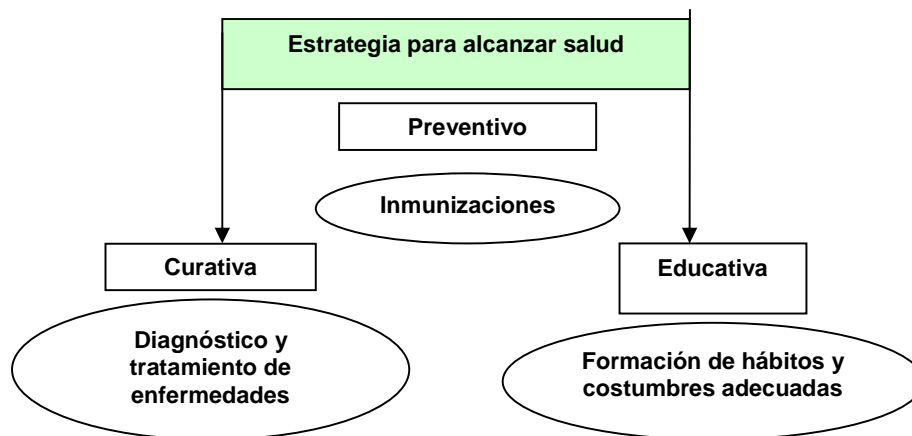 Estrategia para alcanzar salud
Preventivo
Inmunizaciones
Curativa
Educativa
Diagnóstico y
tratamiento de
enfermedades
Formación de hábitos y
costumbres adecuadas